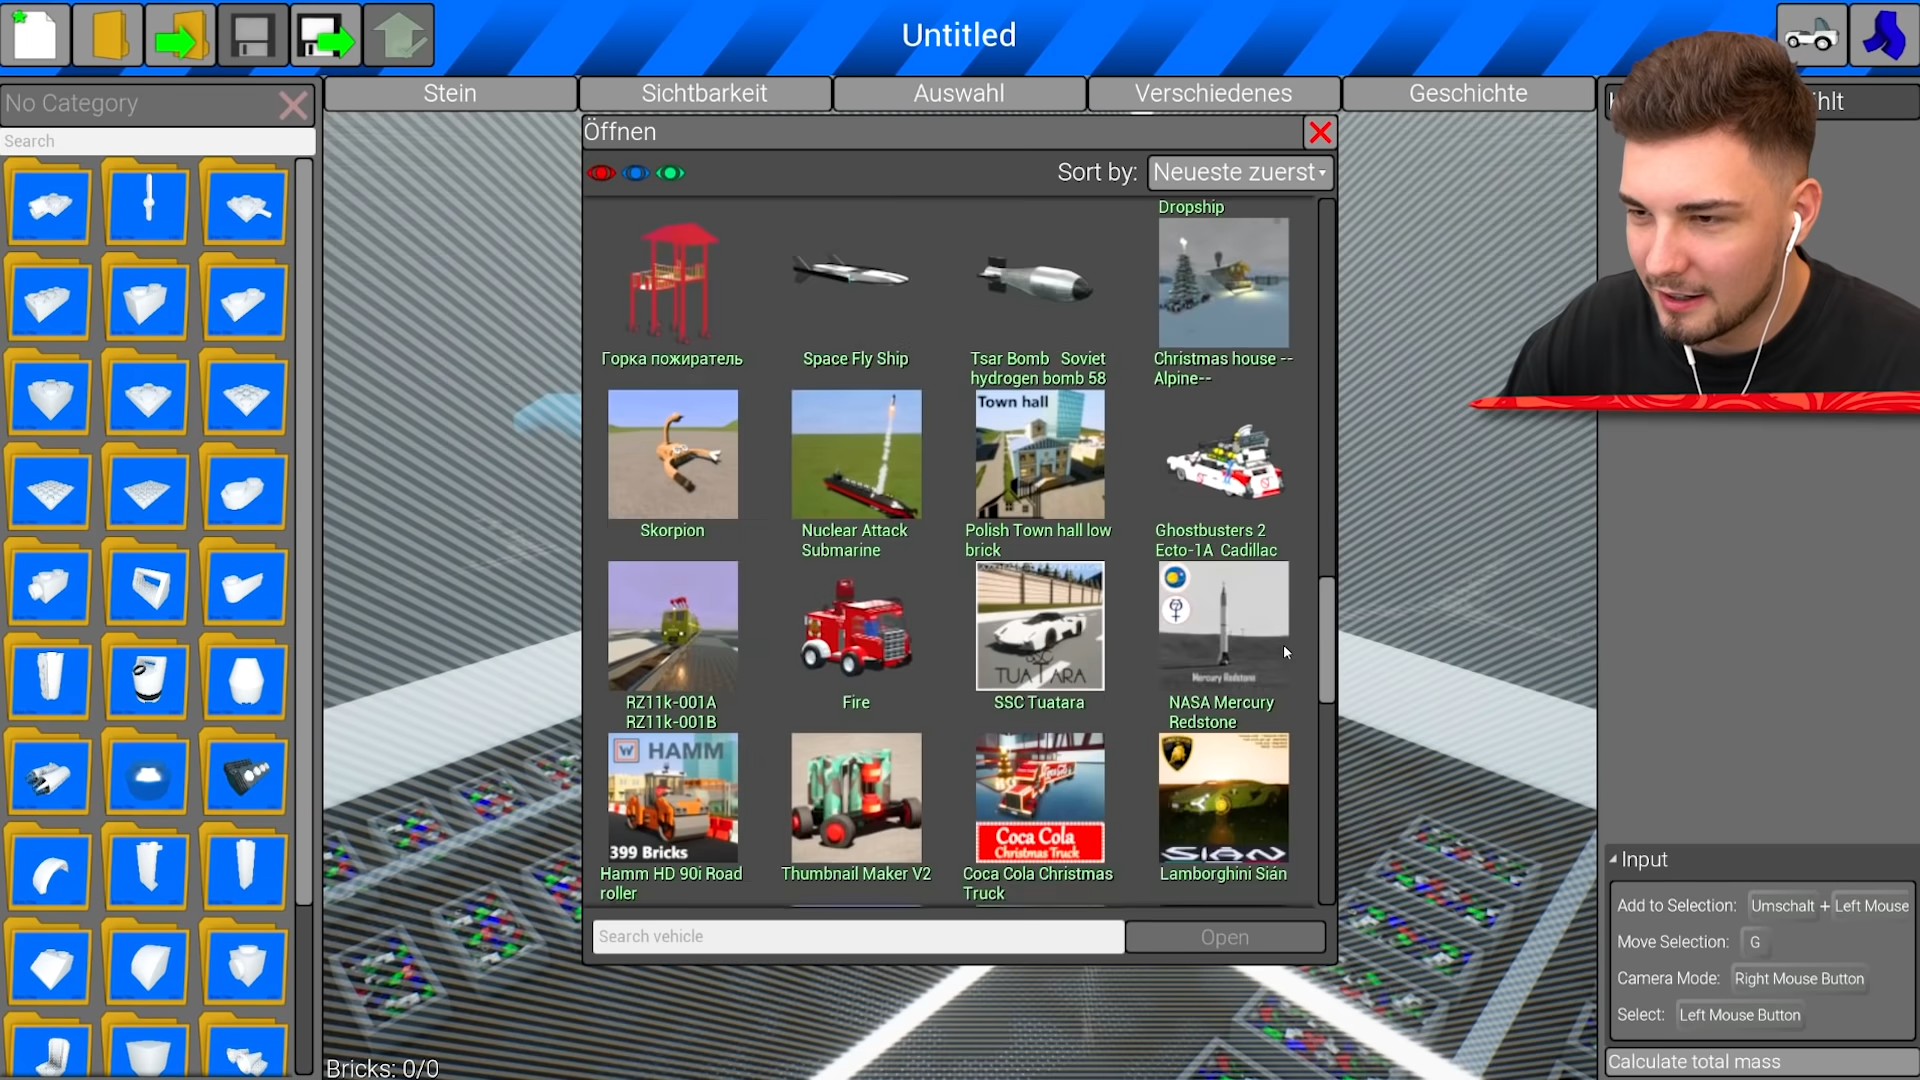 Untitled
No Category
Search
Stein
Sichtbarkeit
Auswahl
Verschiedenes
Geschichte
Öffnen
Sort by:
Neueste zuerst
Dropship
Горка пожиратель
Space Fly Ship
Tsar Bomb Soviet
hydrogen bomb 58
Christmas house --
Alpine--
Town hall
Skorpion
Nuclear Attack
Submarine
Polish Town hall low
brick
Ghostbusters 2
Ecto-1A Cadillac
TUATARA
Mercury Redstone
RZ11k-001A
RZ11k-001B
Fire
SSC Tuatara
NASA Mercury
Redstone
HAMM
399 Bricks
Coca Cola
Christmas Truck
SIÁN
Hamm HD 90i Road
roller
Thumbnail Maker V2
Coca Cola Christmas
Truck
Lamborghini Sián
Search vehicle
Open
Input
Add to Selection: Umschalt + Left Mouse
Move Selection: G
Camera Mode: Right Mouse Button
Select: Left Mouse Button
Calculate total mass
Bricks: 0/0